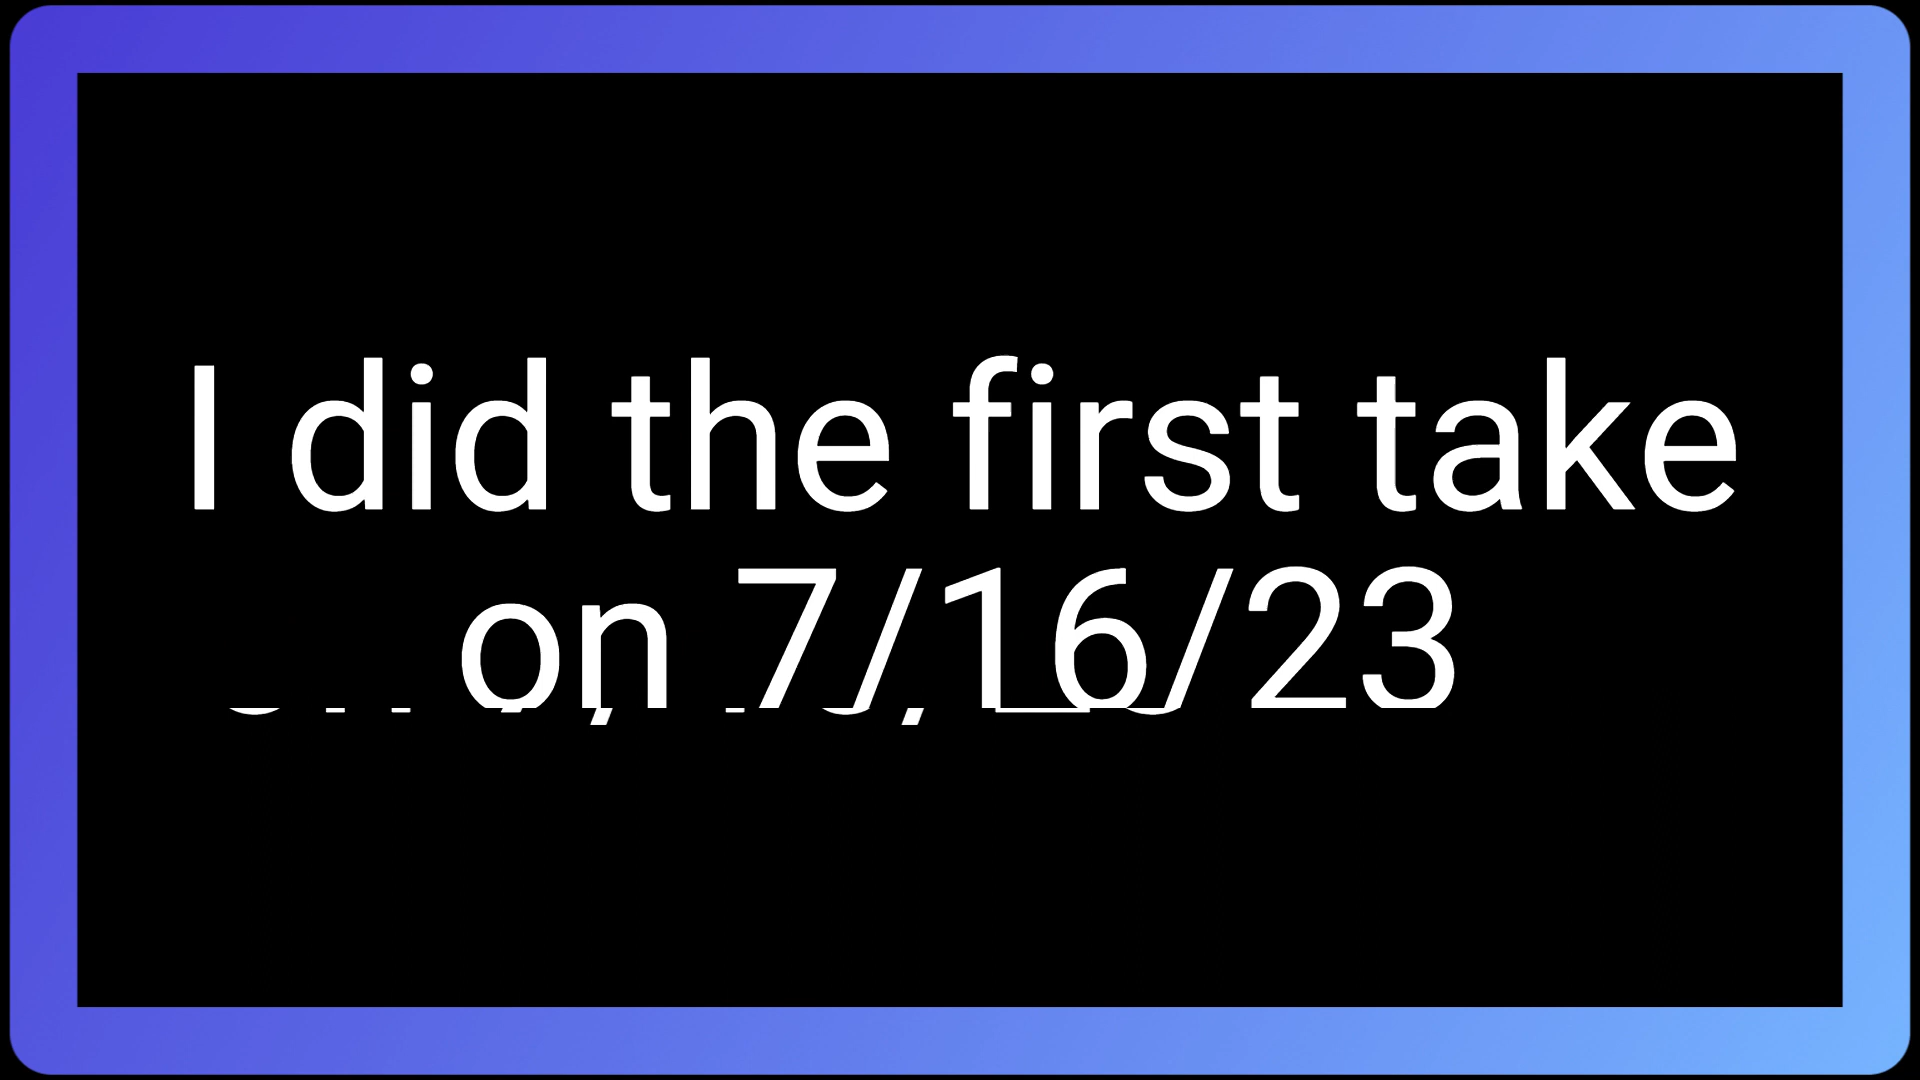 I did the first take
on 7/16/23